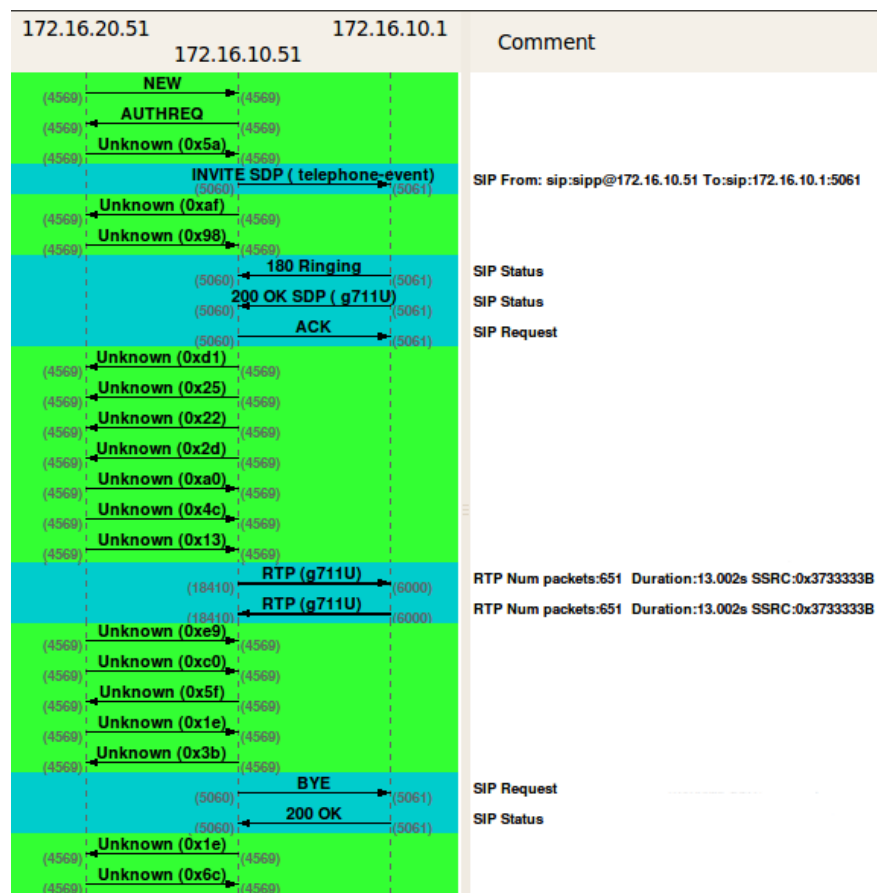 172.16.20.51 172.16.10.1
172.16.10.51
Comment
NEW
(4569) (4569)
AUTHREQ
(4569) (4569)
Unknown (0x5a)
(4569) (4569)
INVITE SDP ( telephone-event) SIP From: sip:sipp@172.16.10.51 To:sip:172.16.10.1:5061
(5060) (5061)
Unknown (0xaf)
(4569) (4569)
Unknown (0x98)
(4569) (4569)
180 Ringing SIP Status
(5060) (5061)
200 OK SDP ( g711U) SIP Status
(5060) (5061)
ACK SIP Request
(5060) (5061)
Unknown (0xd1)
(4569) (4569)
Unknown (0x25)
(4569) (4569)
Unknown (0x22)
(4569) (4569)
Unknown (0x2d)
(4569) (4569)
Unknown (0xa0)
(4569) (4569)
Unknown (0x4c)
(4569) (4569)
Unknown (0x13)
(4569) (4569)
RTP (g711U) RTP Num packets:651 Duration:13.002s SSRC:0x3733333B
(18410) (6000)
RTP (g711U) RTP Num packets:651 Duration:13.002s SSRC:0x3733333B
(18410) (6000)
Unknown (0xe9)
(4569) (4569)
Unknown (0xc0)
(4569) (4569)
Unknown (0x5f)
(4569) (4569)
Unknown (0x1e)
(4569) (4569)
Unknown (0x3b)
(4569) (4569)
BYE SIP Request
(5060) (5061)
200 OK SIP Status
(5060) (5061)
Unknown (0x1e)
(4569) (4569)
Unknown (0x6c)
(4569) (4569)